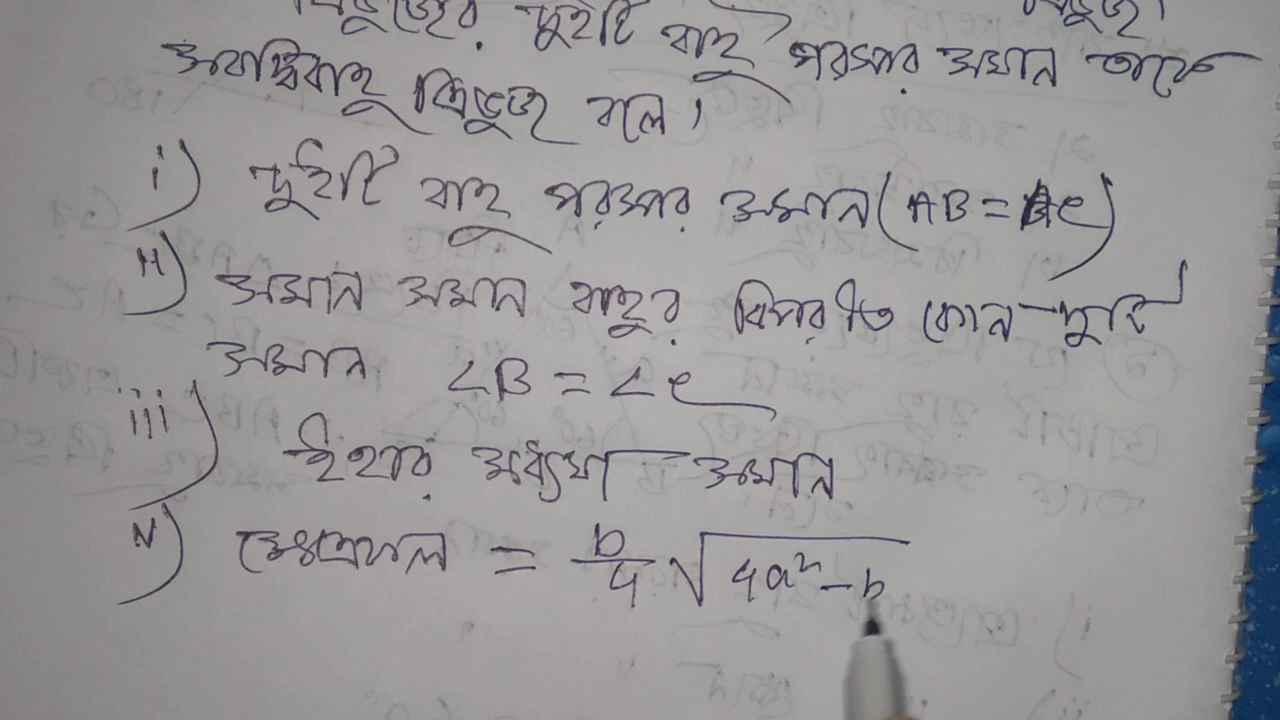 ত্রিভুজের দুইটি বাহু ত্রিভুজ।
পরস্পর সমান তাকে
সমদ্বিবাহু ত্রিভুজ বলে।
i) দুইটি বাহু পরস্পর সমান (AB = AC)
ii) সমান সমান বাহুর বিপরীত কোন দুটি
সমান ∠B = ∠C
iii) ইহার মধ্যমা সমান
iv) ক্ষেত্রফল = b/4 √4a² - b